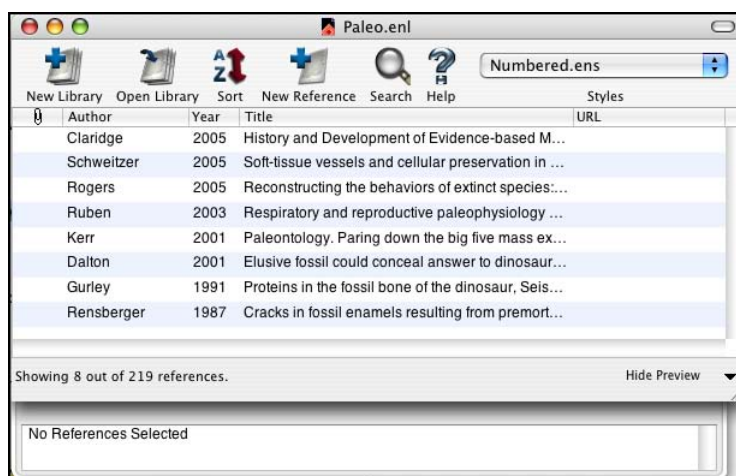 Paleo.enl
Numbered.ens
New Library Open Library Sort New Reference Search Help Styles
Author Year Title URL
Claridge 2005 History and Development of Evidence-based M...
Schweitzer 2005 Soft-tissue vessels and cellular preservation in ...
Rogers 2005 Reconstructing the behaviors of extinct species:...
Ruben 2003 Respiratory and reproductive paleophysiology ...
Kerr 2001 Paleontology. Paring down the big five mass ex...
Dalton 2001 Elusive fossil could conceal answer to dinosaur...
Gurley 1991 Proteins in the fossil bone of the dinosaur, Seis...
Rensberger 1987 Cracks in fossil enamels resulting from premort...
Showing 8 out of 219 references. Hide Preview
No References Selected